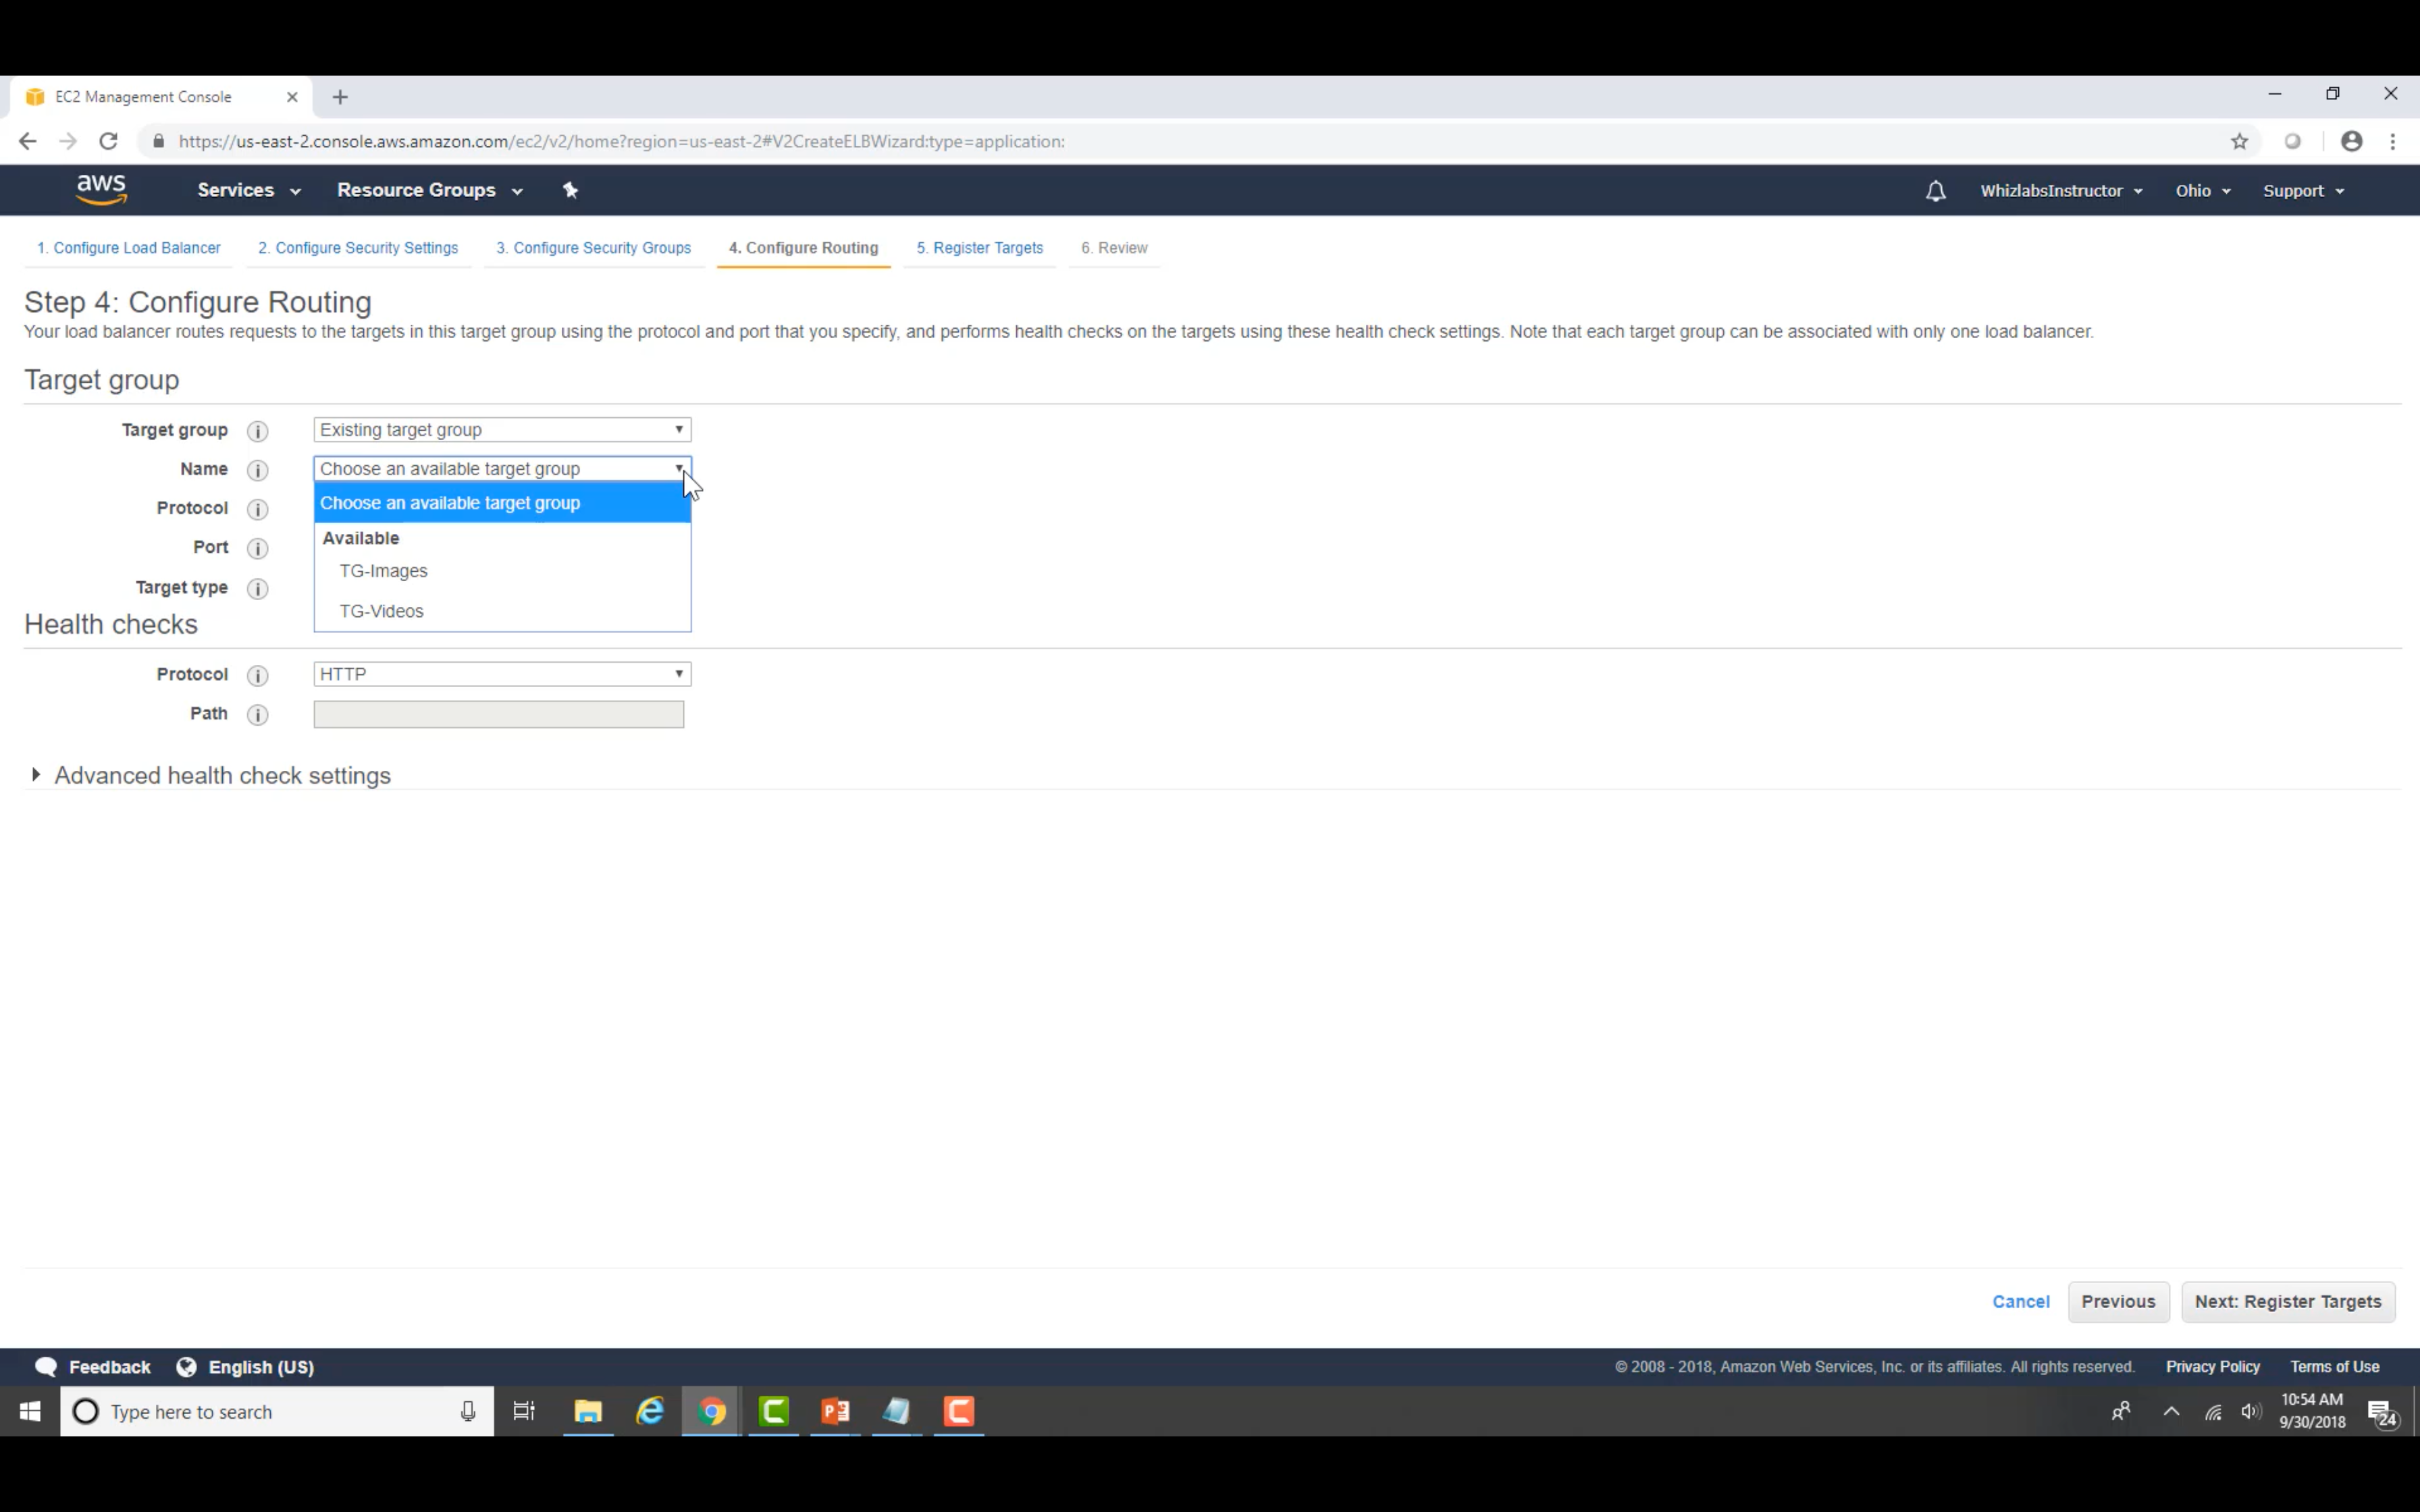 EC2 Management Console
https://us-east-2.console.aws.amazon.com/ec2/v2/home?region=us-east-2#V2CreateELBWizard:type=application:
aws Services Resource Groups WhizlabsInstructor Ohio Support
1. Configure Load Balancer 2. Configure Security Settings 3. Configure Security Groups 4. Configure Routing 5. Register Targets 6. Review
Step 4: Configure Routing
Your load balancer routes requests to the targets in this target group using the protocol and port that you specify, and performs health checks on the targets using these health check settings. Note that each target group can be associated with only one load balancer.
Target group
Target group Existing target group
Name Choose an available target group
Choose an available target group
Protocol
Available
Port
TG-Images
Target type
TG-Videos
Health checks
Protocol HTTP
Path
Advanced health check settings
Cancel Previous Next: Register Targets
Feedback English (US) © 2008 - 2018, Amazon Web Services, Inc. or its affiliates. All rights reserved. Privacy Policy Terms of Use
Type here to search
10:54 AM
9/30/2018
24